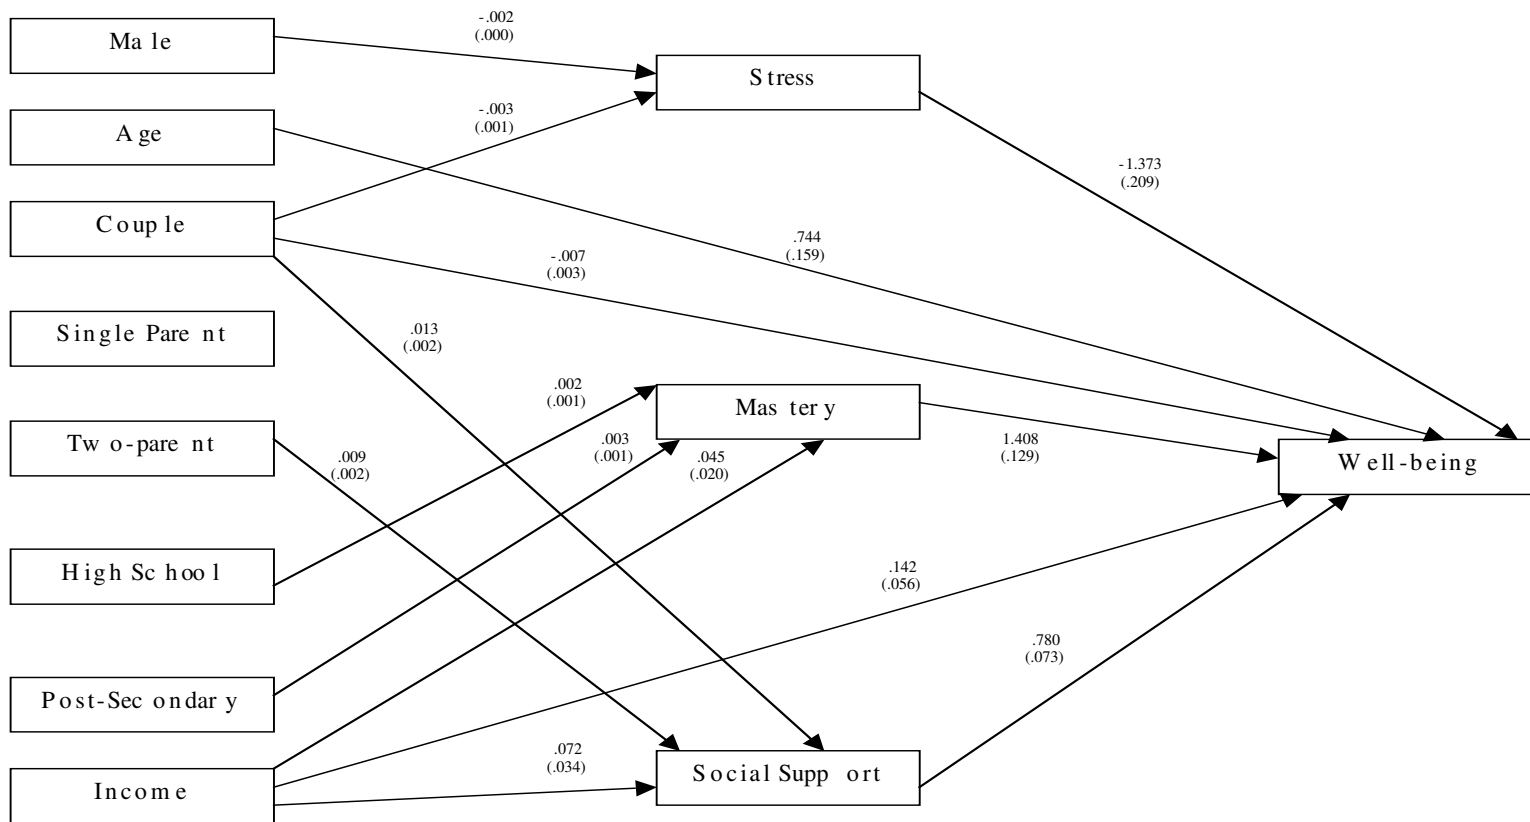 Male
-.002
(.000)
Stress
Age
-.003
(.001)
-1.373
(.209)
Couple
.744
(.159)
-.007
(.003)
Single Parent
.013
(.002)
.002
(.001)
Mastery
Two-parent
.009
(.002)
.003
(.001)
.045
(.020)
1.408
(.129)
Well-being
High School
.142
(.056)
.780
(.073)
Post-Secondary
.072
(.034)
Social Support
Income